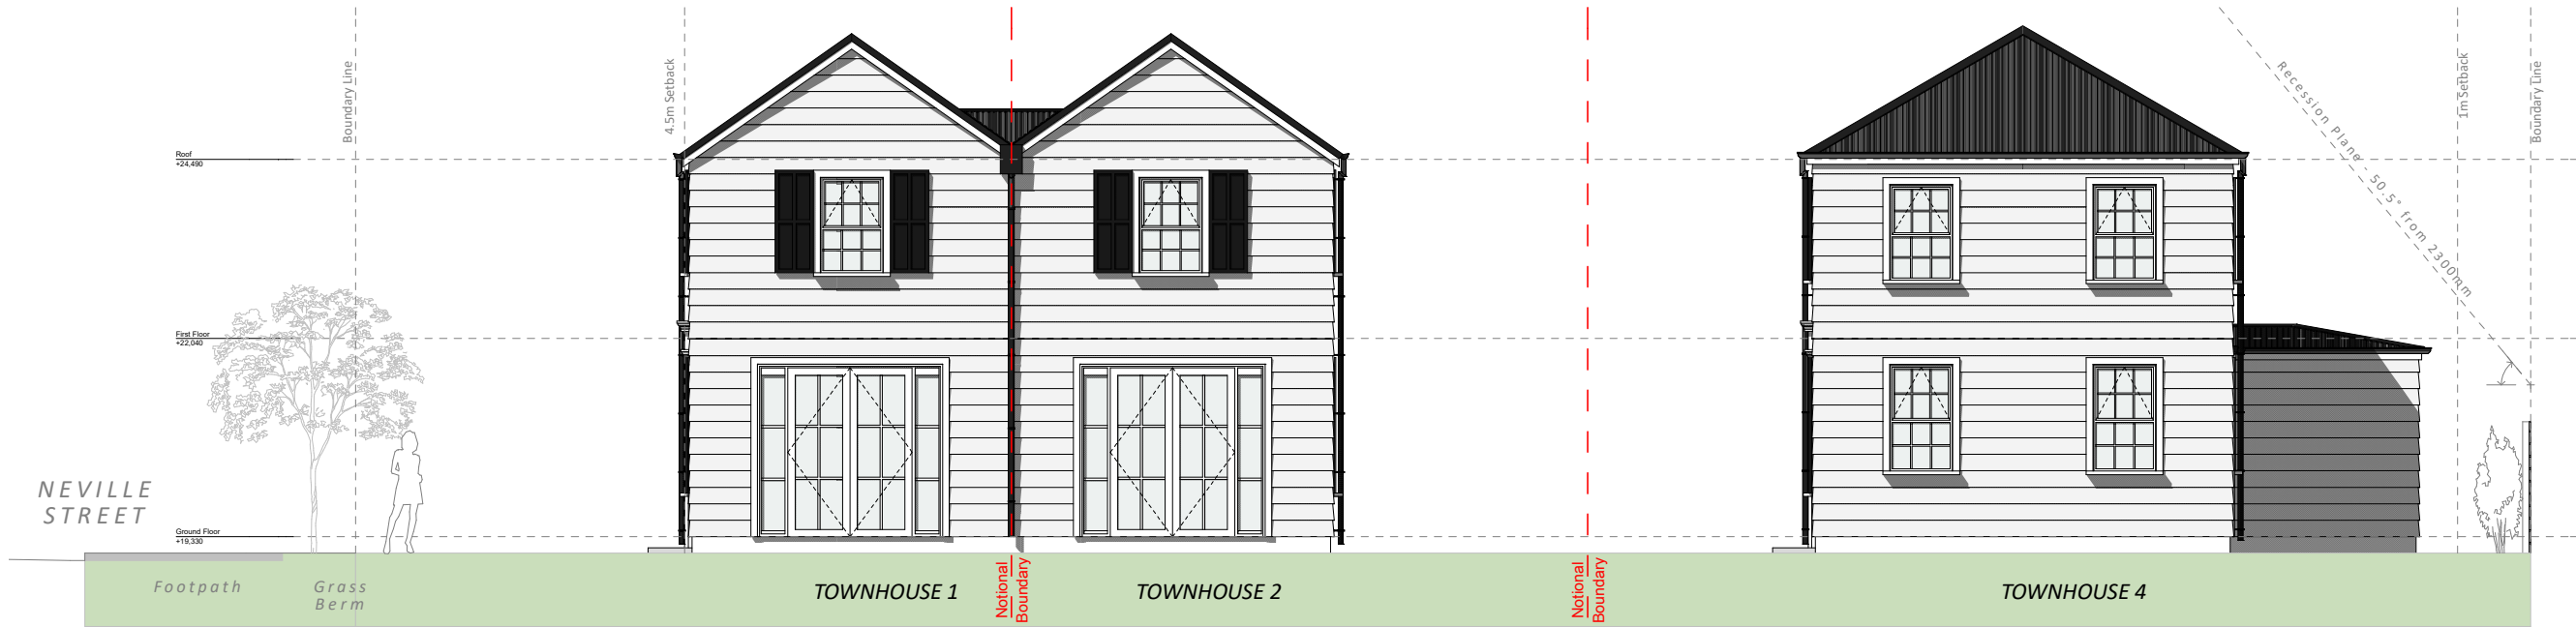 Boundary Line
4.5m Setback
Recession Plane - 50.5° from 2300mm
1m Setback
Boundary Line
Roof
+24,490
First Floor
+22,040
Ground Floor
+19,330
NEVILLE
STREET
Footpath
Grass
Berm
TOWNHOUSE 1
Notional
Boundary
TOWNHOUSE 2
Notional
Boundary
TOWNHOUSE 4